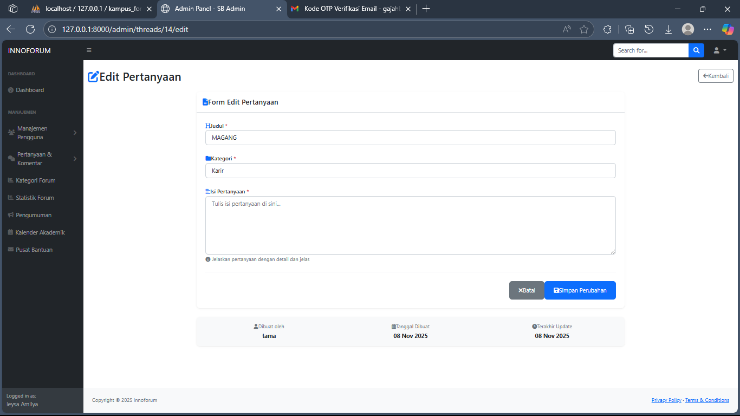 localhost / 127.0.0.1 / kampus_for
Admin Panel - SB Admin
Kode OTP Verifikasi Email - gajah
127.0.0.1:8000/admin/threads/14/edit
INNOFORUM
Search for...
DASHBOARD
Dashboard
MANAJEMEN
Manajemen Pengguna
Pertanyaan & Komentar
Kategori Forum
Statistik Forum
Pengumuman
Kalender Akademik
Pusat Bantuan
Logged in as:
leysa Amilya
Edit Pertanyaan
Kembali
Form Edit Pertanyaan
Judul *
MAGANG
Kategori *
Karir
Isi Pertanyaan *
Tulis isi pertanyaan di sini...
Jelaskan pertanyaan dengan detail dan jelas
Batal
Simpan Perubahan
Dibuat oleh
tama
Tanggal Dibuat
08 Nov 2025
Terakhir Update
08 Nov 2025
Copyright © 2025 Innoforum
Privacy Policy · Terms & Conditions